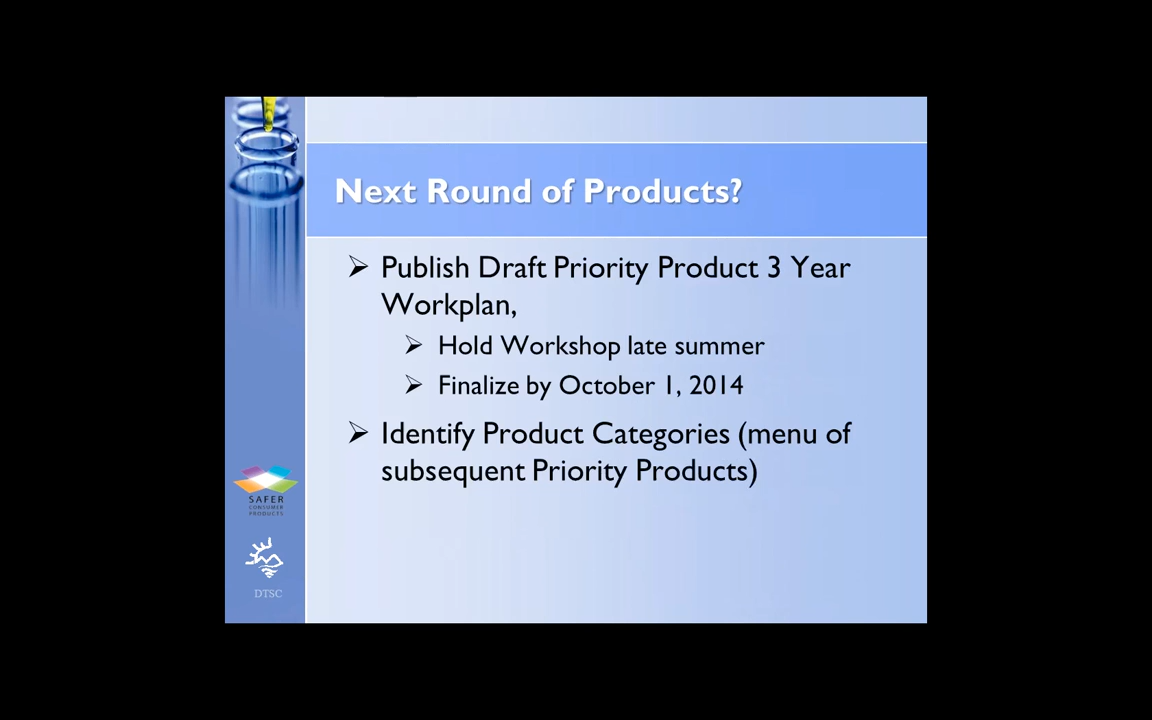 Next Round of Products?
Publish Draft Priority Product 3 Year
Workplan,
Hold Workshop late summer
Finalize by October 1, 2014
Identify Product Categories (menu of
subsequent Priority Products)
SAFER
CONSUMER
PRODUCTS
DTSC